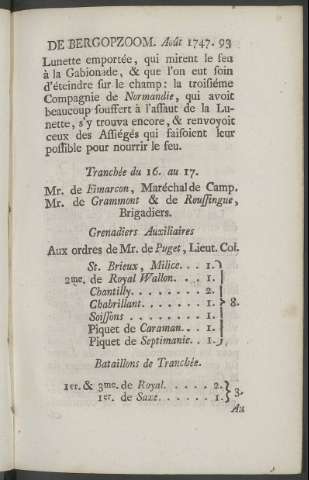 DE BERGOPZOOM. Août 1747. 93
Lunette emportée, qui mirent le feu
à la Gabionade, & que l'on eut soin
d'éteindre sur le champ: la troisiéme
Compagnie de Normandie, qui avoit
beaucoup souffert à l'assaut de la Lu-
nette, s'y trouva encore, & renvoyoit
ceux des Assiégés qui faisoient leur
possible pour nourrir le feu.
Tranchée du 16. au 17.
Mr. de Fimarcon, Maréchal de Camp.
Mr. de Grammont & de Roussingue,
Brigadiers.
Grenadiers Auxiliaires
Aux ordres de Mr. de Puget, Lieut. Col.
St. Brieux, Milice. . . 1.
2me. de Royal Wallon. . . 1.
Chantilly. . . . . . . 2.
Chabrillant. . . . . . 1. } 8.
Soissons . . . . . . . 1.
Piquet de Caraman. . . 1.
Piquet de Septimanie. . 1.
Bataillons de Tranchée.
1er. & 3me. de Royal. . . . . 2. } 3.
1er. de Saxe. . . . . . 1.
Au